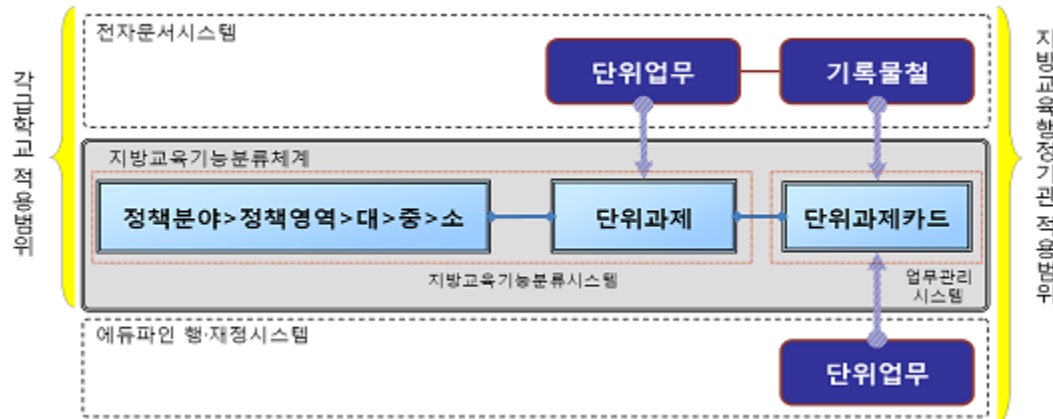 전자문서시스템
단위업무
기록물철
각급학교 적용범위
지방교육행정기관 적용범위
지방교육기능분류체계
정책분야>정책영역>대>중>소
단위과제
단위과제카드
지방교육기능분류시스템
업무관리
시스템
에듀파인 행·재정시스템
단위업무